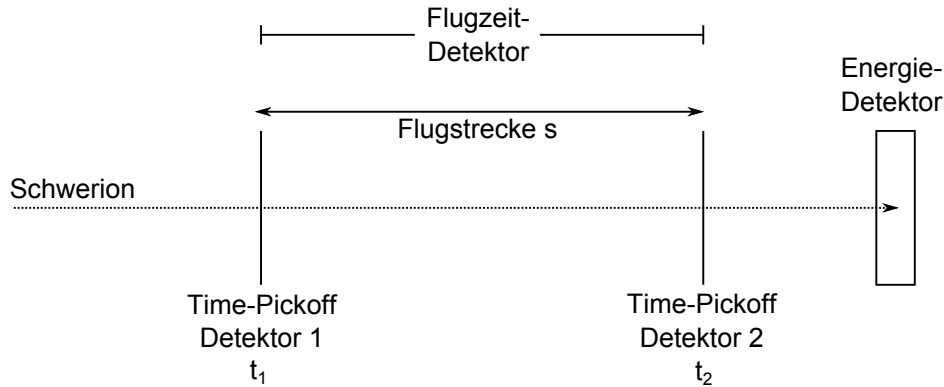 Flugzeit-
Detektor
Energie-
Detektor
Flugstrecke s
Schwerion
Time-Pickoff
Detektor 1
t₁
Time-Pickoff
Detektor 2
t₂